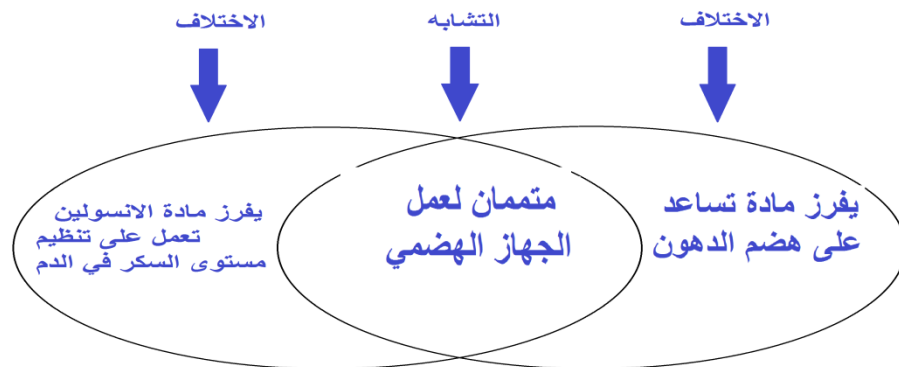 الاختلاف
التشابه
الاختلاف
يفرز مادة تساعد
على هضم الدهون
متممان لعمل
الجهاز الهضمي
يفرز مادة الانسولين
تعمل على تنظيم
مستوى السكر في الدم